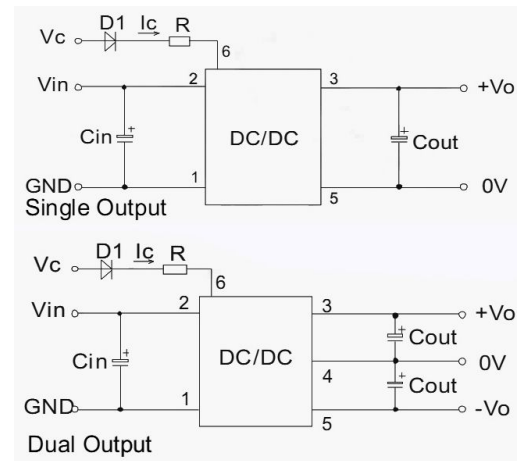 Vc D1 Ic R
6
Vin 2 3 +Vo
Cin + DC/DC + Cout
GND 1 5 0V
Single Output
Vc D1 Ic R
6
Vin 2 3 +Vo
+ Cout
Cin + DC/DC 4 0V
+ Cout
GND 1 5 -Vo
Dual Output